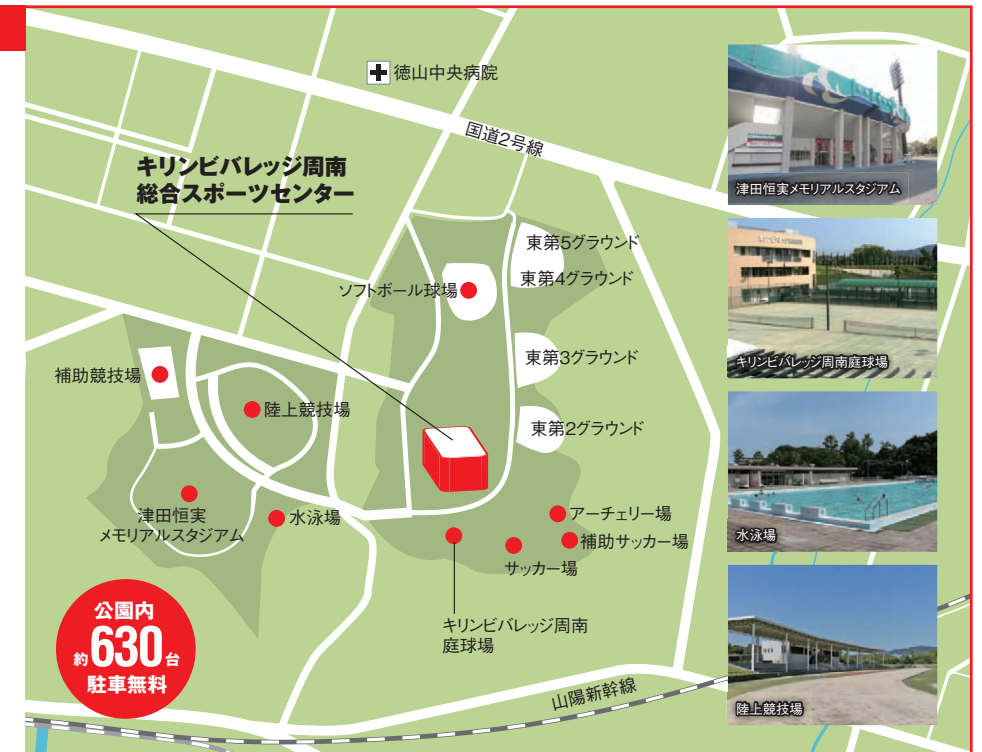 徳山中央病院
国道2号線
キリンビバレッジ周南
総合スポーツセンター
東第5グラウンド
東第4グラウンド
ソフトボール球場
東第3グラウンド
補助競技場
陸上競技場
東第2グラウンド
津田恒実
メモリアルスタジアム
水泳場
アーチェリー場
補助サッカー場
サッカー場
キリンビバレッジ周南
庭球場
公園内
約630台
駐車無料
山陽新幹線
津田恒実メモリアルスタジアム
キリンビバレッジ周南庭球場
水泳場
陸上競技場